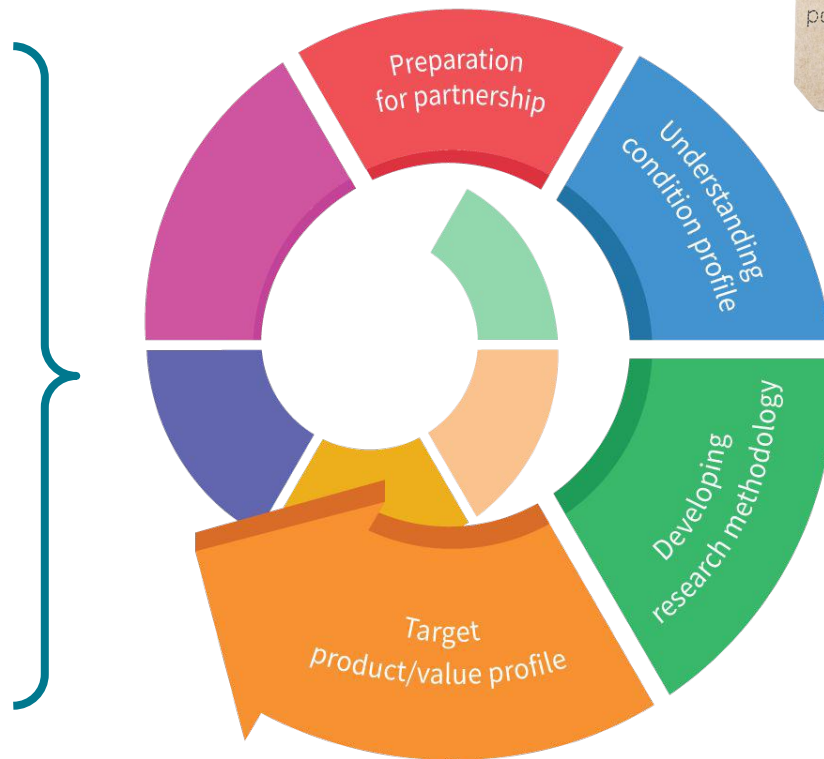 Preparation
for partnership
Understanding
condition profile
Developing
research methodology
Target
product/value profile